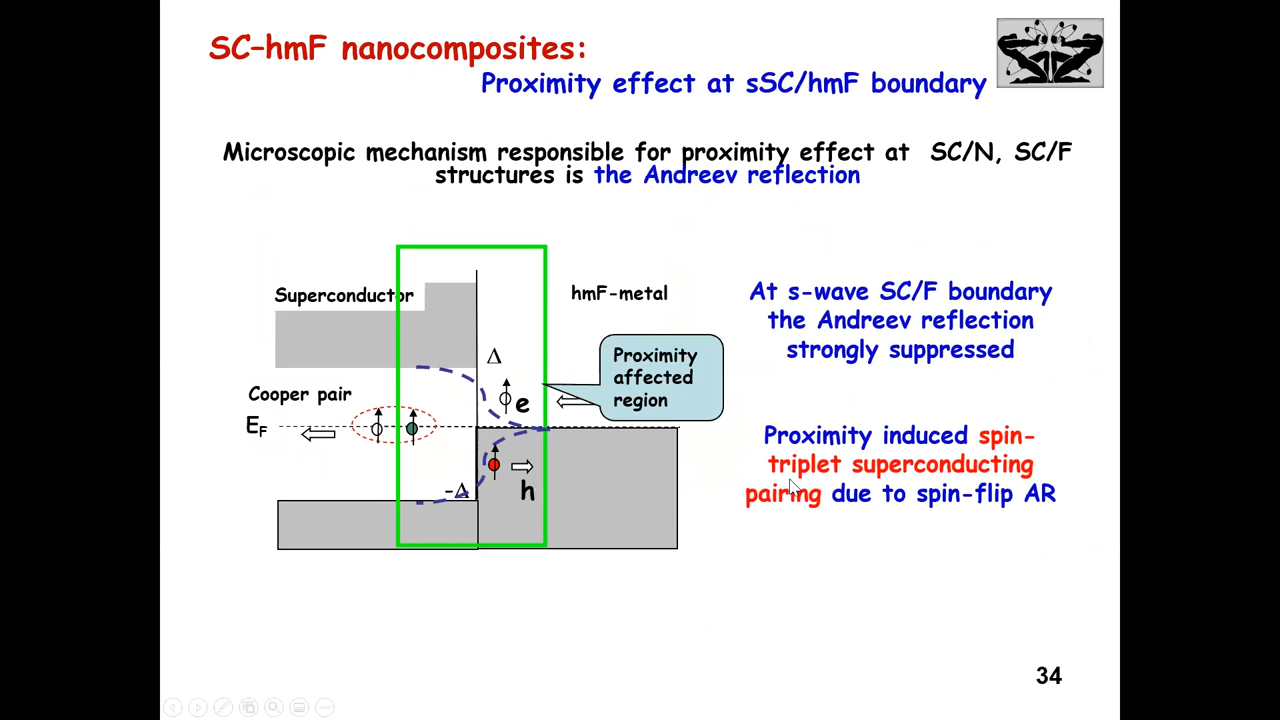 SC–hmF nanocomposites:
Proximity effect at sSC/hmF boundary
Microscopic mechanism responsible for proximity effect at SC/N, SC/F
structures is the Andreev reflection
Superconductor
hmF-metal
Δ
Proximity
affected
region
Cooper pair
e
E_F
-Δ
h
At s-wave SC/F boundary
the Andreev reflection
strongly suppressed
Proximity induced spin-
triplet superconducting
pairing due to spin-flip AR
34